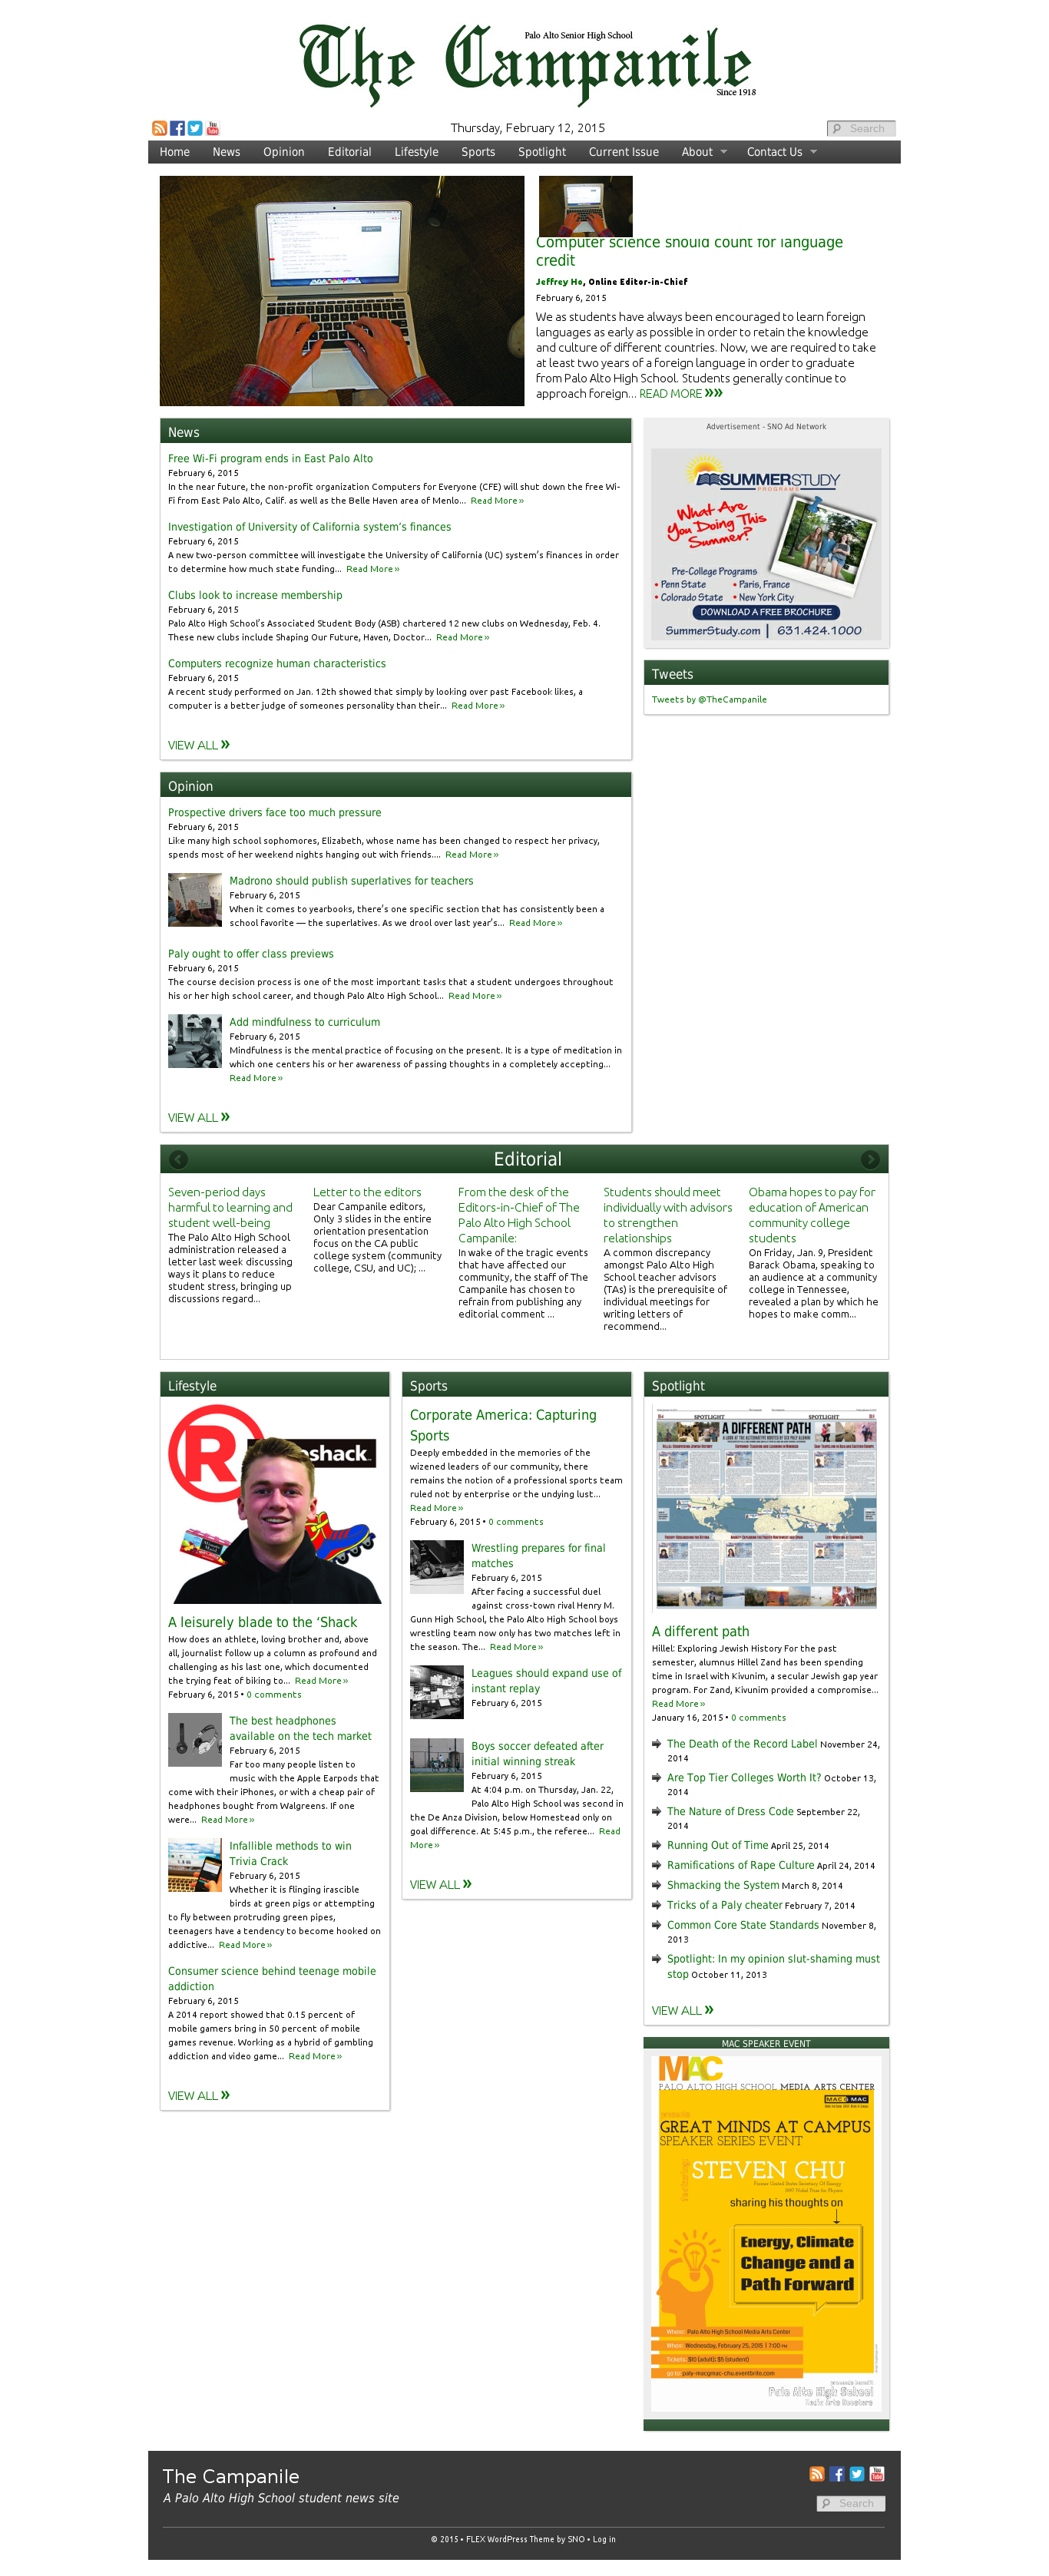 The Campanile
Palo Alto Senior High School
Since 1918
Thursday, February 12, 2015
Search
Home News Opinion Editorial Lifestyle Sports Spotlight Current Issue About Contact Us
Computer science should count for language
credit
Jeffrey Ho, Online Editor-in-Chief
February 6, 2015
We as students have always been encouraged to learn foreign
languages as early as possible in order to retain the knowledge
and culture of different countries. Now, we are required to take
at least two years of a foreign language in order to graduate
from Palo Alto High School. Students generally continue to
approach foreign... READ MORE »»
News
Free Wi-Fi program ends in East Palo Alto
February 6, 2015
In the near future, the non-profit organization Computers for Everyone (CFE) will shut down the free Wi-
Fi from East Palo Alto, Calif. as well as the Belle Haven area of Menlo... Read More »
Investigation of University of California system’s finances
February 6, 2015
A new two-person committee will investigate the University of California (UC) system’s finances in order
to determine how much state funding... Read More »
Clubs look to increase membership
February 6, 2015
Palo Alto High School’s Associated Student Body (ASB) chartered 12 new clubs on Wednesday, Feb. 4.
These new clubs include Shaping Our Future, Haven, Doctor... Read More »
Computers recognize human characteristics
February 6, 2015
A recent study performed on Jan. 12th showed that simply by looking over past Facebook likes, a
computer is a better judge of someones personality than their... Read More »
VIEW ALL »
Advertisement - SNO Ad Network
SUMMERSTUDY
PROGRAMS
What Are
You Doing This
Summer?
Pre-College Programs
• Penn State • Paris, France
• Colorado State • New York City
DOWNLOAD A FREE BROCHURE
SummerStudy.com | 631.424.1000
Tweets
Tweets by @TheCampanile
Opinion
Prospective drivers face too much pressure
February 6, 2015
Like many high school sophomores, Elizabeth, whose name has been changed to respect her privacy,
spends most of her weekend nights hanging out with friends.... Read More »
Madrono should publish superlatives for teachers
February 6, 2015
When it comes to yearbooks, there’s one specific section that has consistently been a
school favorite — the superlatives. As we drool over last year’s... Read More »
Paly ought to offer class previews
February 6, 2015
The course decision process is one of the most important tasks that a student undergoes throughout
his or her high school career, and though Palo Alto High School... Read More »
Add mindfulness to curriculum
February 6, 2015
Mindfulness is the mental practice of focusing on the present. It is a type of meditation in
which one centers his or her awareness of passing thoughts in a completely accepting...
Read More »
VIEW ALL »
Editorial
Seven-period days
harmful to learning and
student well-being
The Palo Alto High School
administration released a
letter last week discussing
ways it plans to reduce
student stress, bringing up
discussions regard...
Letter to the editors
Dear Campanile editors,
Only 3 slides in the entire
orientation presentation
focus on the CA public
college system (community
college, CSU, and UC); ...
From the desk of the
Editors-in-Chief of The
Palo Alto High School
Campanile:
In wake of the tragic events
that have affected our
community, the staff of The
Campanile has chosen to
refrain from publishing any
editorial comment ...
Students should meet
individually with advisors
to strengthen
relationships
A common discrepancy
amongst Palo Alto High
School teacher advisors
(TAs) is the prerequisite of
individual meetings for
writing letters of
recommend...
Obama hopes to pay for
education of American
community college
students
On Friday, Jan. 9, President
Barack Obama, speaking to
an audience at a community
college in Tennessee,
revealed a plan by which he
hopes to make comm...
Lifestyle
A leisurely blade to the ‘Shack
How does an athlete, loving brother and, above
all, journalist follow up a column as profound and
challenging as his last one, which documented
the trying feat of biking to... Read More »
February 6, 2015 • 0 comments
The best headphones
available on the tech market
February 6, 2015
Far too many people listen to
music with the Apple Earpods that
come with their iPhones, or with a cheap pair of
headphones bought from Walgreens. If one
were... Read More »
Infallible methods to win
Trivia Crack
February 6, 2015
Whether it is flinging irascible
birds at green pigs or attempting
to fly between protruding green pipes,
teenagers have a tendency to become hooked on
addictive... Read More »
Consumer science behind teenage mobile
addiction
February 6, 2015
A 2014 report showed that 0.15 percent of
mobile gamers bring in 50 percent of mobile
games revenue. Working as a hybrid of gambling
addiction and video game... Read More »
VIEW ALL »
Sports
Corporate America: Capturing
Sports
Deeply embedded in the memories of the
wizened leaders of our community, there
remains the notion of a professional sports team
ruled not by enterprise or the undying lust...
Read More »
February 6, 2015 • 0 comments
Wrestling prepares for final
matches
February 6, 2015
After facing a successful duel
against cross-town rival Henry M.
Gunn High School, the Palo Alto High School boys
wrestling team now only has two matches left in
the season. The... Read More »
Leagues should expand use of
instant replay
February 6, 2015
Boys soccer defeated after
initial winning streak
February 6, 2015
At 4:04 p.m. on Thursday, Jan. 22,
Palo Alto High School was second in
the De Anza Division, below Homestead only on
goal difference. At 5:45 p.m., the referee... Read
More »
VIEW ALL »
Spotlight
SPOTLIGHT SPOTLIGHT
A DIFFERENT PATH
A different path
Hillel: Exploring Jewish History For the past
semester, alumnus Hillel Zand has been spending
time in Israel with Kivunim, a secular Jewish gap year
program. For Zand, Kivunim provided a compromise...
Read More »
January 16, 2015 • 0 comments
The Death of the Record Label November 24,
2014
Are Top Tier Colleges Worth It? October 13,
2014
The Nature of Dress Code September 22,
2014
Running Out of Time April 25, 2014
Ramifications of Rape Culture April 24, 2014
Shmacking the System March 8, 2014
Tricks of a Paly cheater February 7, 2014
Common Core State Standards November 8,
2013
Spotlight: In my opinion slut-shaming must
stop October 11, 2013
VIEW ALL »
MAC SPEAKER EVENT
MAC
PALO ALTO HIGH SCHOOL MEDIA ARTS CENTER
GREAT MINDS AT CAMPUS
SPEAKER SERIES EVENT
STEVEN CHU
sharing his thoughts on
Energy, Climate
Change and a
Path Forward
Where: Palo Alto High School Media Arts Center
When: Wednesday, February 25, 2015 | 7:00 PM
Tickets: $10 (adult); $5 (student)
go to: paly-macgmac-chu.eventbrite.com
Palo Alto High School
Media Arts Boosters
The Campanile
A Palo Alto High School student news site
Search
© 2015 • FLEX WordPress Theme by SNO • Log in